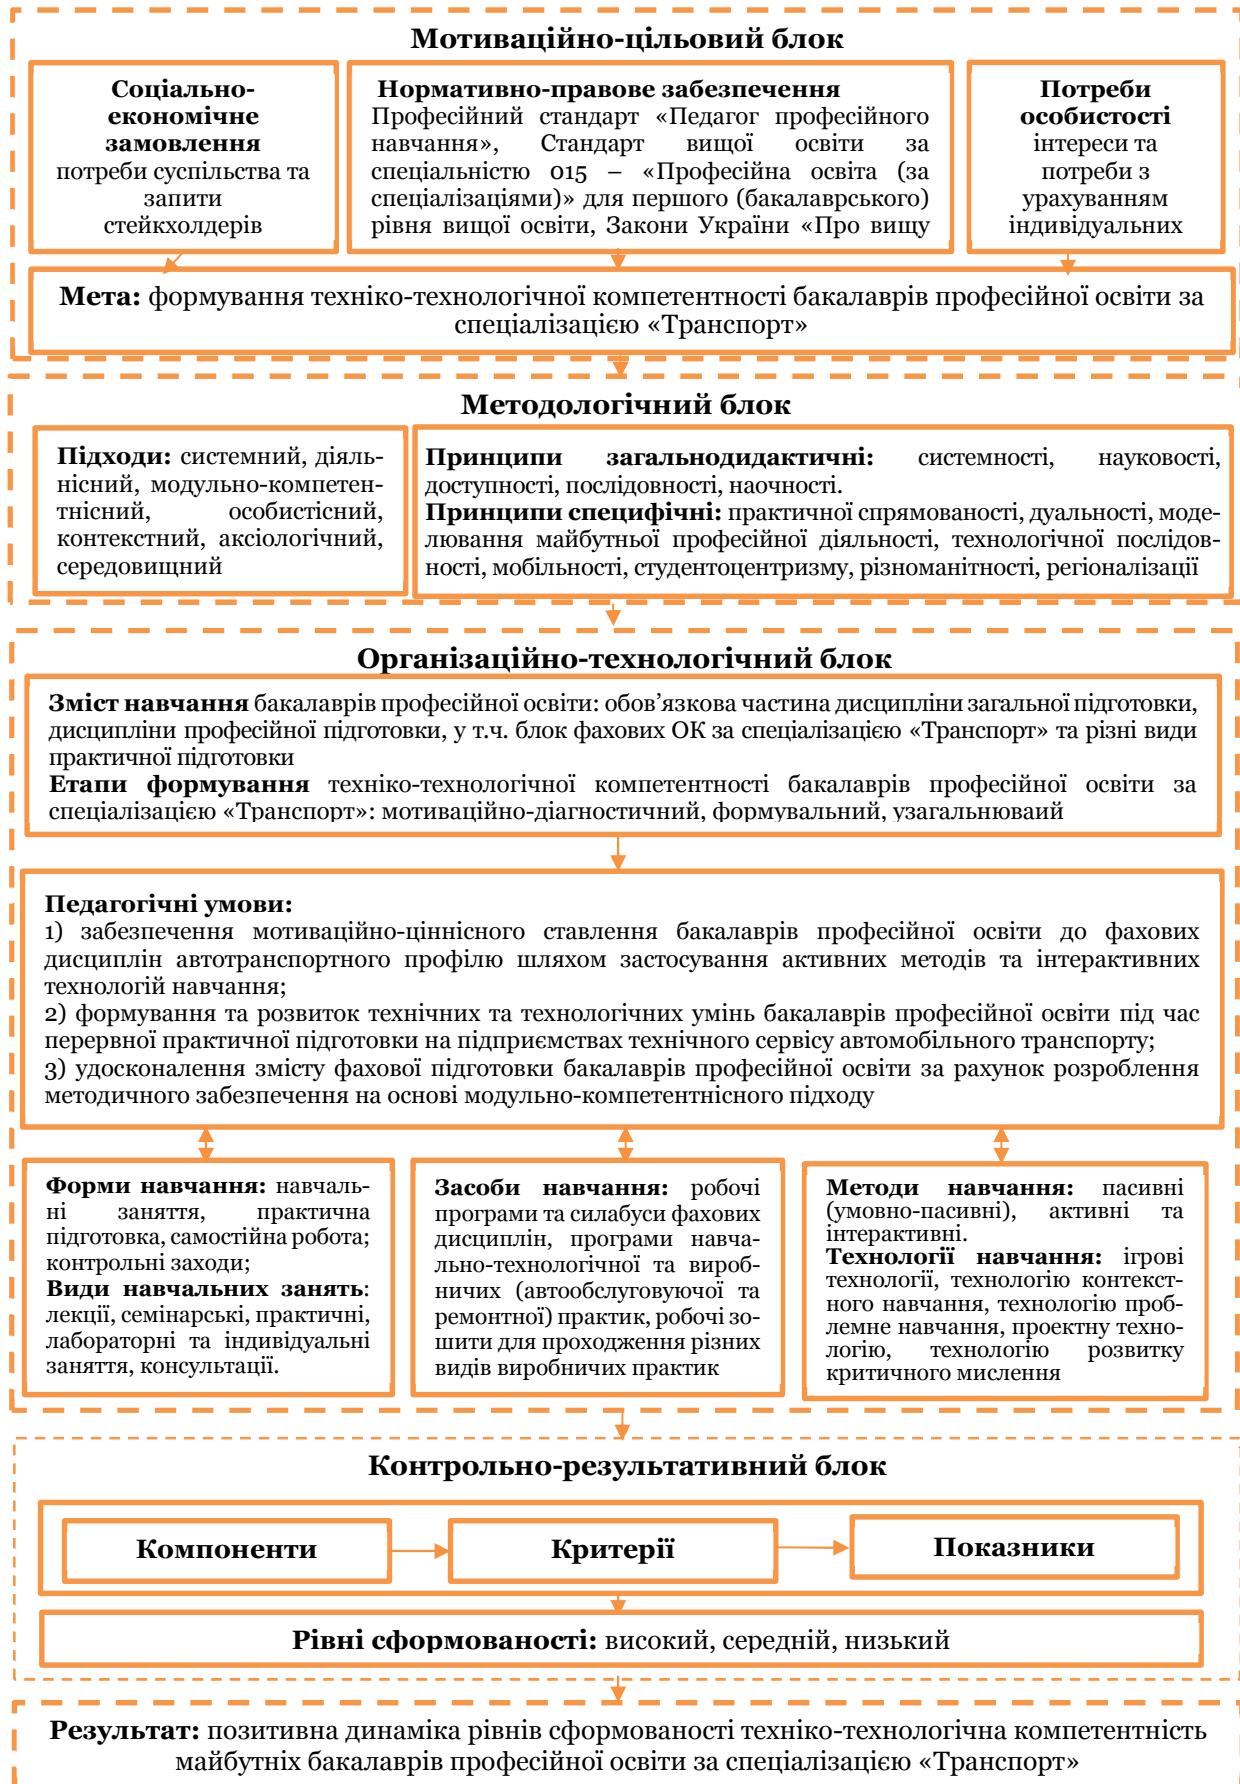 Мотиваційно-цільовий блок
Соціально-
економічне
замовлення
потреби суспільства та
запити
стейкхолдерів
Нормативно-правове забезпечення
Професійний стандарт «Педагог професійного
навчання», Стандарт вищої освіти за
спеціальністю 015 – «Професійна освіта (за
спеціалізаціями)» для першого (бакалаврського)
рівня вищої освіти, Закони України «Про вищу
Потреби
особистості
інтереси та
потреби з
урахуванням
індивідуальних
Мета: формування техніко-технологічної компетентності бакалаврів професійної освіти за
спеціалізацією «Транспорт»
Методологічний блок
Підходи: системний, діяль-
нісний, модульно-компетен-
тнісний, особистісний,
контекстний, аксіологічний,
середовищний
Принципи загальнодидактичні: системності, науковості,
доступності, послідовності, наочності.
Принципи специфічні: практичної спрямованості, дуальності, моде-
лювання майбутньої професійної діяльності, технологічної послідов-
ності, мобільності, студентоцентризму, різноманітності, регіоналізації
Організаційно-технологічний блок
Зміст навчання бакалаврів професійної освіти: обов’язкова частина дисципліни загальної підготовки,
дисципліни професійної підготовки, у т.ч. блок фахових ОК за спеціалізацією «Транспорт» та різні види
практичної підготовки
Етапи формування техніко-технологічної компетентності бакалаврів професійної освіти за
спеціалізацією «Транспорт»: мотиваційно-діагностичний, формувальний, узагальнюваий
Педагогічні умови:
1) забезпечення мотиваційно-ціннісного ставлення бакалаврів професійної освіти до фахових
дисциплін автотранспортного профілю шляхом застосування активних методів та інтерактивних
технологій навчання;
2) формування та розвиток технічних та технологічних умінь бакалаврів професійної освіти під час
перервної практичної підготовки на підприємствах технічного сервісу автомобільного транспорту;
3) удосконалення змісту фахової підготовки бакалаврів професійної освіти за рахунок розроблення
методичного забезпечення на основі модульно-компетентнісного підходу
Форми навчання: навчаль-
ні заняття, практична
підготовка, самостійна робота;
контрольні заходи;
Види навчальних занять:
лекції, семінарські, практичні,
лабораторні та індивідуальні
заняття, консультації.
Засоби навчання: робочі
програми та силабуси фахових
дисциплін, програми навча-
льно-технологічної та вироб-
ничих (автообслуговуючої та
ремонтної) практик, робочі зо-
шити для проходження різних
видів виробничих практик
Методи навчання: пасивні
(умовно-пасивні), активні та
інтерактивні.
Технології навчання: ігрові
технології, технологію контекст-
ного навчання, технологію проб-
лемне навчання, проектну техно-
логію, технологію розвитку
критичного мислення
Контрольно-результативний блок
Компоненти
Критерії
Показники
Рівні сформованості: високий, середній, низький
Результат: позитивна динаміка рівнів сформованості техніко-технологічна компетентність
майбутніх бакалаврів професійної освіти за спеціалізацією «Транспорт»